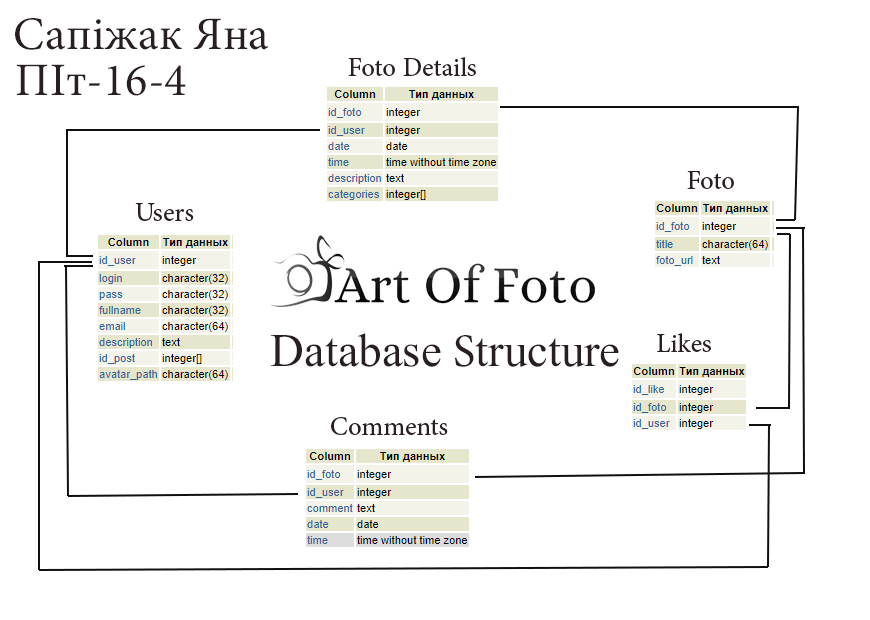 Сапіжак Яна
ПІт-16-4
Foto Details
Column Тип данных
id_foto integer
id_user integer
date date
time time without time zone
description text
categories integer[]
Foto
Column Тип данных
id_foto integer
title character(64)
foto_url text
Users
Column Тип данных
id_user integer
login character(32)
pass character(32)
fullname character(32)
email character(64)
description text
id_post integer[]
avatar_path character(64)
Art Of Foto
Database Structure
Likes
Column Тип данных
id_like integer
id_foto integer
id_user integer
Comments
Column Тип данных
id_foto integer
id_user integer
comment text
date date
time time without time zone